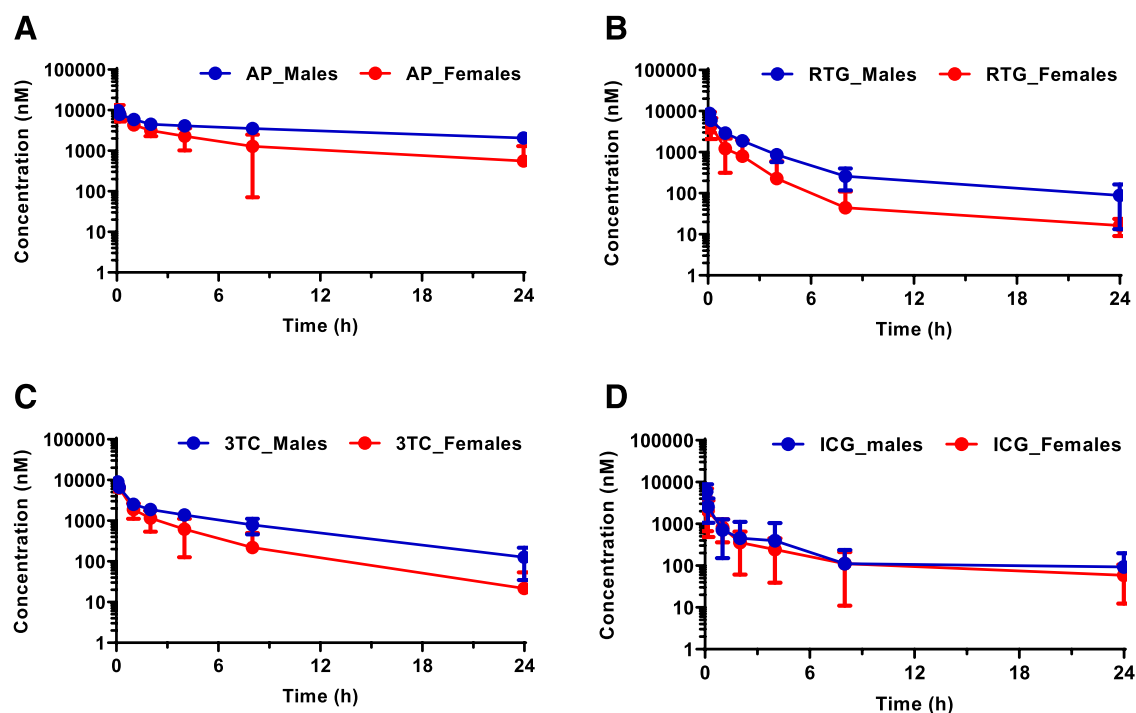 A
AP_Males AP_Females
100000
10000
1000
100
10
1
Concentration (nM)
0 6 12 18 24
Time (h)
B
RTG_Males RTG_Females
100000
10000
1000
100
10
1
Concentration (nM)
0 6 12 18 24
Time (h)
C
3TC_Males 3TC_Females
100000
10000
1000
100
10
1
Concentration (nM)
0 6 12 18 24
Time (h)
D
ICG_males ICG_Females
100000
10000
1000
100
10
1
Concentration (nM)
0 6 12 18 24
Time (h)